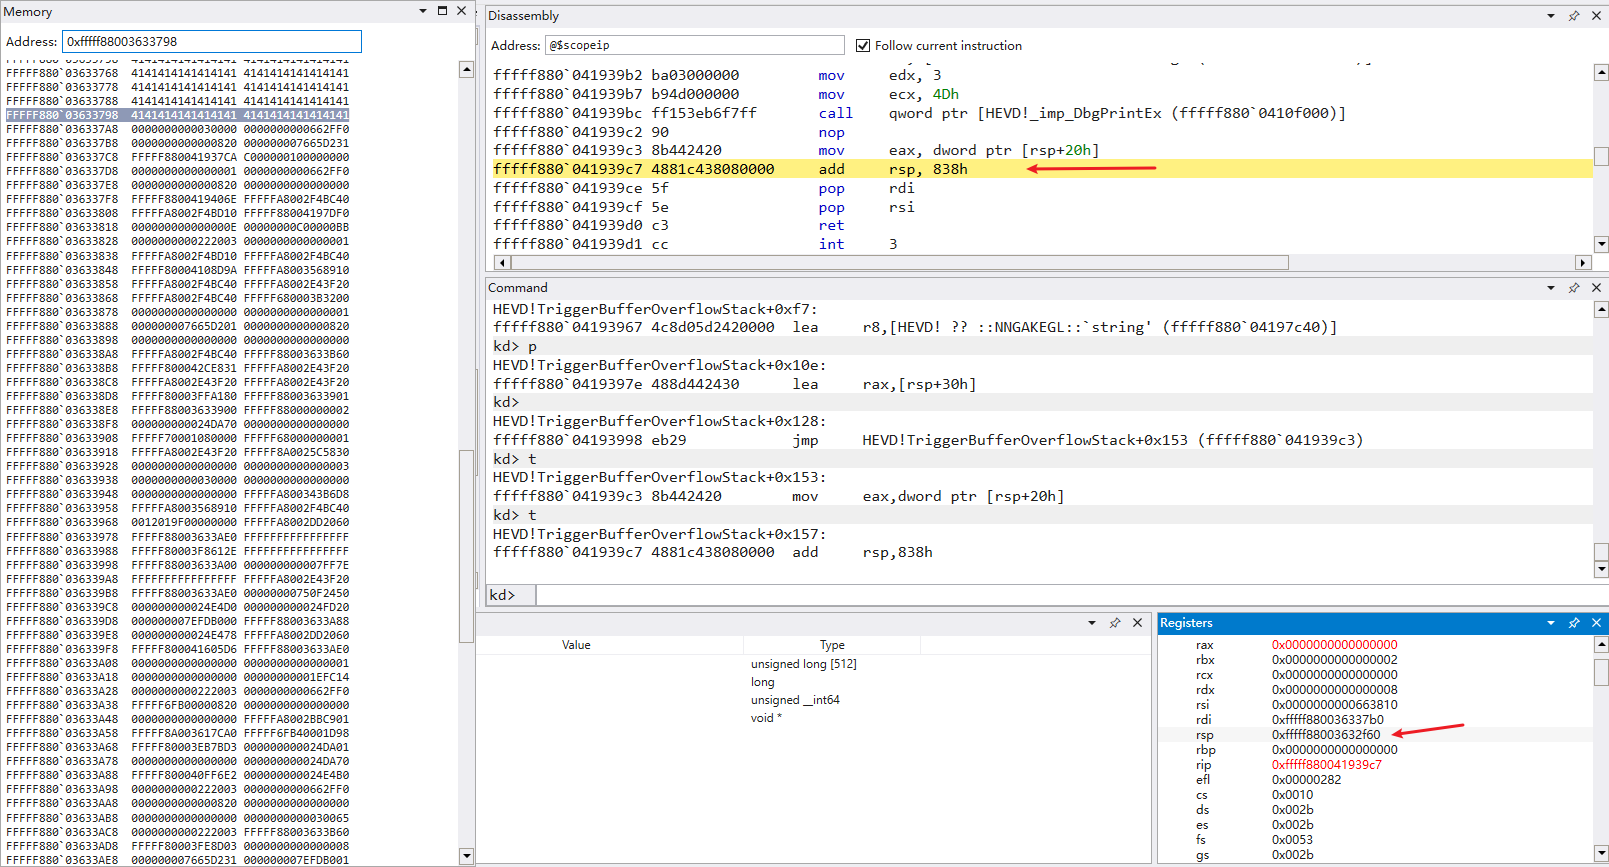 Memory
Address: 0xfffff88003633798
FFFFF880`03633768 4141414141414141 4141414141414141
FFFFF880`03633778 4141414141414141 4141414141414141
FFFFF880`03633788 4141414141414141 4141414141414141
FFFFF880`03633798 4141414141414141 4141414141414141
FFFFF880`036337A8 0000000000030000 0000000000662FF0
FFFFF880`036337B8 0000000000000820 000000007665D231
FFFFF880`036337C8 FFFFF880041937CA C000000100000000
FFFFF880`036337D8 0000000000000001 0000000000662FF0
FFFFF880`036337E8 0000000000000820 0000000000000000
FFFFF880`036337F8 FFFFF8800419406E FFFFFA8002F4BC40
FFFFF880`03633808 FFFFFA8002F4BD10 FFFFF88004197DF0
FFFFF880`03633818 000000000000000E 00000000C00000BB
FFFFF880`03633828 0000000000222003 0000000000000001
FFFFF880`03633838 FFFFFA8002F4BD10 FFFFFA8002F4BC40
FFFFF880`03633848 FFFFF80004108D9A FFFFFA8003568910
FFFFF880`03633858 FFFFFA8002F4BC40 FFFFFA8002E43F20
FFFFF880`03633868 FFFFFA8002F4BC40 FFFFF680003B3200
FFFFF880`03633878 0000000000000000 0000000000000001
FFFFF880`03633888 000000007665D201 0000000000000820
FFFFF880`03633898 0000000000000000 0000000000000000
FFFFF880`036338A8 FFFFFA8002F4BC40 FFFFF88003633B60
FFFFF880`036338B8 FFFFF800042CE831 FFFFFA8002E43F20
FFFFF880`036338C8 FFFFFA8002E43F20 FFFFFA8002E43F20
FFFFF880`036338D8 FFFFF80003FFA180 FFFFF88003633901
FFFFF880`036338E8 FFFFF88003633900 FFFFF88000000002
FFFFF880`036338F8 000000000024DA70 0000000000000000
FFFFF880`03633908 FFFFF70001080000 FFFFF68000000001
FFFFF880`03633918 FFFFFA8002E43F20 FFFFF8A0025C5830
FFFFF880`03633928 0000000000000000 0000000000000003
FFFFF880`03633938 0000000000030000 0000000000000000
FFFFF880`03633948 0000000000000000 FFFFFA800343B6D8
FFFFF880`03633958 FFFFFA8003568910 FFFFFA8002F4BC40
FFFFF880`03633968 0012019F00000000 FFFFFA8002DD2060
FFFFF880`03633978 FFFFF88003633AE0 FFFFFFFFFFFFFFFF
FFFFF880`03633988 FFFFF80003F8612E FFFFFFFFFFFFFFFF
FFFFF880`03633998 FFFFF88003633A00 000000000007FF7E
FFFFF880`036339A8 FFFFFFFFFFFFFFFF FFFFFA8002E43F20
FFFFF880`036339B8 FFFFF88003633AE0 00000000750F2450
FFFFF880`036339C8 000000000024E4D0 000000000024FD20
FFFFF880`036339D8 000000007EFDB000 FFFFF88003633A88
FFFFF880`036339E8 000000000024E478 FFFFFA8002DD2060
FFFFF880`036339F8 FFFFF800041605D6 FFFFF88003633AE0
FFFFF880`03633A08 0000000000000000 0000000000000001
FFFFF880`03633A18 0000000000000000 00000000001EFC14
FFFFF880`03633A28 0000000000222003 0000000000662FF0
FFFFF880`03633A38 FFFFF6FB00000820 0000000000000000
FFFFF880`03633A48 0000000000000000 FFFFFA8002BBC901
FFFFF880`03633A58 FFFFF8A003617CA0 FFFFF6FB40001D98
FFFFF880`03633A68 FFFFF80003EB7BD3 000000000024DA01
FFFFF880`03633A78 0000000000000000 000000000024DA70
FFFFF880`03633A88 FFFFF800040FF6E2 000000000024E4B0
FFFFF880`03633A98 0000000000222003 0000000000662FF0
FFFFF880`03633AA8 0000000000000820 0000000000000000
FFFFF880`03633AB8 0000000000000000 0000000000030065
FFFFF880`03633AC8 0000000000222003 FFFFF88003633B60
FFFFF880`03633AD8 FFFFF80003FE8D03 0000000000000008
FFFFF880`03633AE8 000000007665D231 000000007EFDB001
Disassembly
Address: @$scopeip Follow current instruction
fffff880`041939b2 ba03000000 mov edx, 3
fffff880`041939b7 b94d000000 mov ecx, 4Dh
fffff880`041939bc ff153eb6f7ff call qword ptr [HEVD!_imp_DbgPrintEx (fffff880`0410f000)]
fffff880`041939c2 90 nop
fffff880`041939c3 8b442420 mov eax, dword ptr [rsp+20h]
fffff880`041939c7 4881c438080000 add rsp, 838h
fffff880`041939ce 5f pop rdi
fffff880`041939cf 5e pop rsi
fffff880`041939d0 c3 ret
fffff880`041939d1 cc int 3
Command
HEVD!TriggerBufferOverflowStack+0xf7:
fffff880`04193967 4c8d05d2420000 lea r8,[HEVD! ?? ::NNGAKEGL::`string' (fffff880`04197c40)]
kd> p
HEVD!TriggerBufferOverflowStack+0x10e:
fffff880`0419397e 488d442430 lea rax,[rsp+30h]
kd>
HEVD!TriggerBufferOverflowStack+0x128:
fffff880`04193998 eb29 jmp HEVD!TriggerBufferOverflowStack+0x153 (fffff880`041939c3)
kd> t
HEVD!TriggerBufferOverflowStack+0x153:
fffff880`041939c3 8b442420 mov eax,dword ptr [rsp+20h]
kd> t
HEVD!TriggerBufferOverflowStack+0x157:
fffff880`041939c7 4881c438080000 add rsp,838h
kd>
Value Type
unsigned long [512]
long
unsigned __int64
void *
Registers
rax 0x0000000000000000
rbx 0x0000000000000002
rcx 0x0000000000000000
rdx 0x0000000000000008
rsi 0x0000000000663810
rdi 0xfffff880036337b0
rsp 0xfffff88003632f60
rbp 0x0000000000000000
rip 0xfffff880041939c7
efl 0x00000282
cs 0x0010
ds 0x002b
es 0x002b
fs 0x0053
gs 0x002b